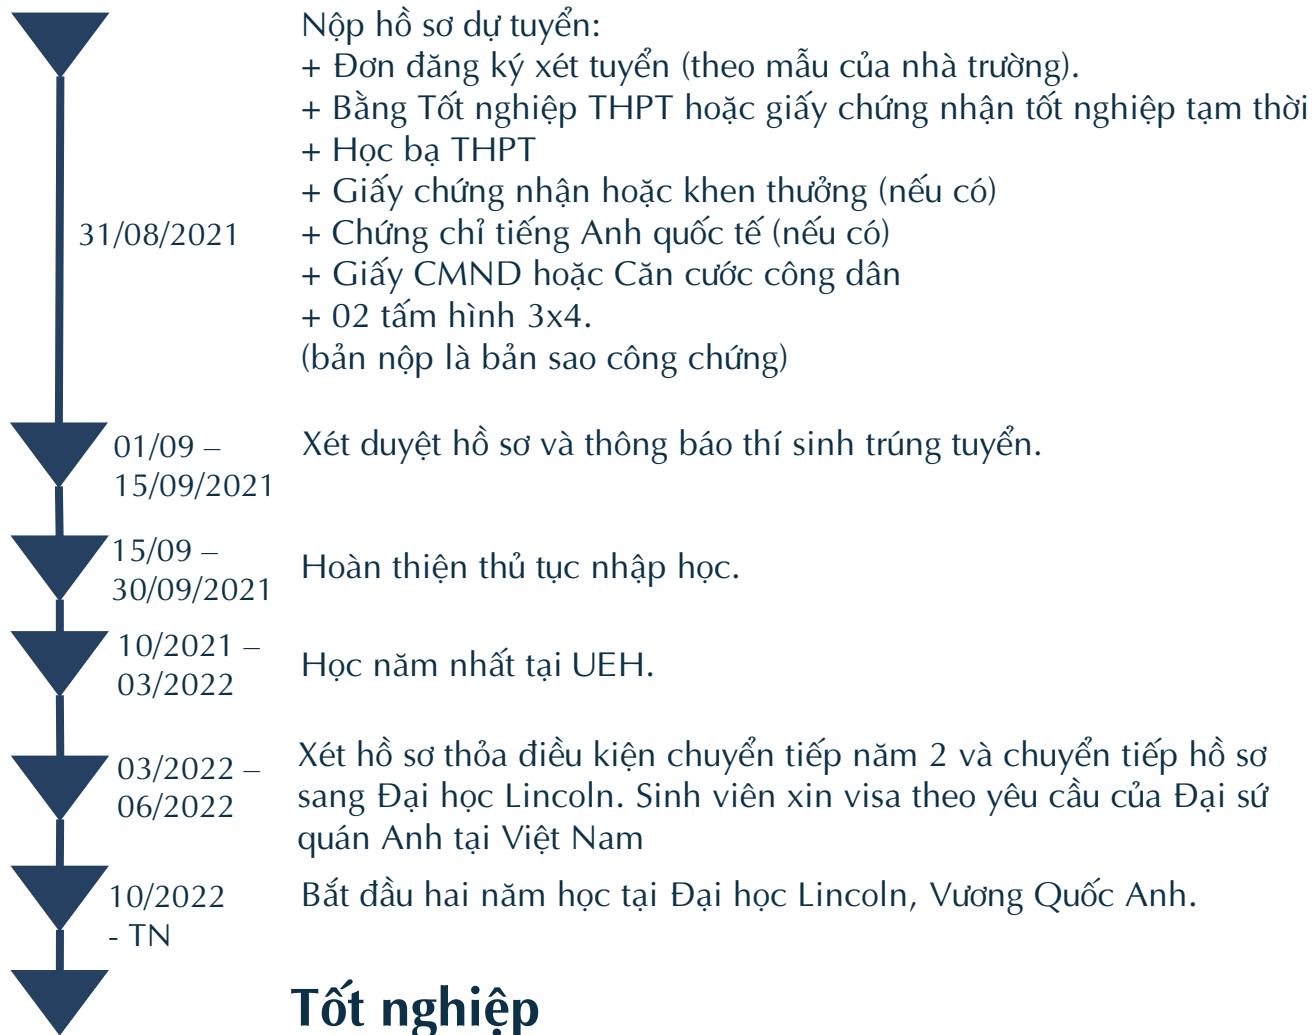 Nộp hồ sơ dự tuyển:
+ Đơn đăng ký xét tuyển (theo mẫu của nhà trường).
+ Bằng Tốt nghiệp THPT hoặc giấy chứng nhận tốt nghiệp tạm thời
+ Học bạ THPT
+ Giấy chứng nhận hoặc khen thưởng (nếu có)
31/08/2021
+ Chứng chỉ tiếng Anh quốc tế (nếu có)
+ Giấy CMND hoặc Căn cước công dân
+ 02 tấm hình 3x4.
(bản nộp là bản sao công chứng)
01/09 –
15/09/2021
Xét duyệt hồ sơ và thông báo thí sinh trúng tuyển.
15/09 –
30/09/2021
Hoàn thiện thủ tục nhập học.
10/2021 –
03/2022
Học năm nhất tại UEH.
03/2022 –
06/2022
Xét hồ sơ thỏa điều kiện chuyển tiếp năm 2 và chuyển tiếp hồ sơ
sang Đại học Lincoln. Sinh viên xin visa theo yêu cầu của Đại sứ
quán Anh tại Việt Nam
10/2022
- TN
Bắt đầu hai năm học tại Đại học Lincoln, Vương Quốc Anh.
Tốt nghiệp